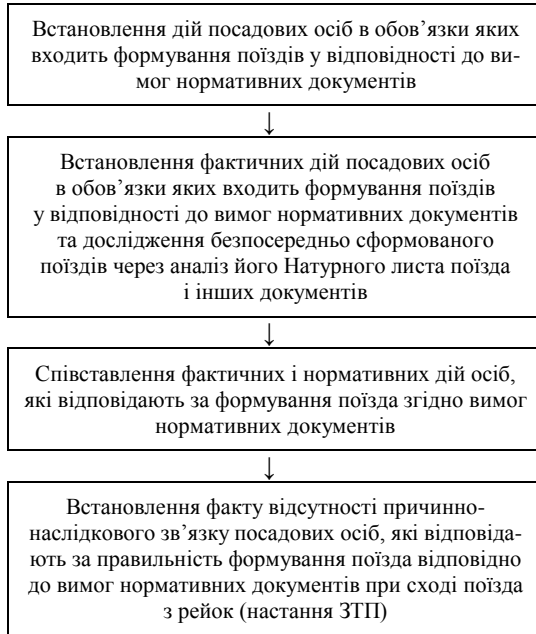 Встановлення дій посадових осіб в обов’язки яких
входить формування поїздів у відповідності до ви-
мог нормативних документів
↓
Встановлення фактичних дій посадових осіб
в обов’язки яких входить формування поїздів
у відповідності до вимог нормативних документів
та дослідження безпосередньо сформованого
поїздів через аналіз його Натурного листа поїзда
і інших документів
↓
Співставлення фактичних і нормативних дій осіб,
які відповідають за формування поїзда згідно вимог
нормативних документів
↓
Встановлення факту відсутності причинно-
наслідкового зв’язку посадових осіб, які відповіда-
ють за правильність формування поїзда відповідно
до вимог нормативних документів при сході поїзда
з рейок (настання ЗТП)